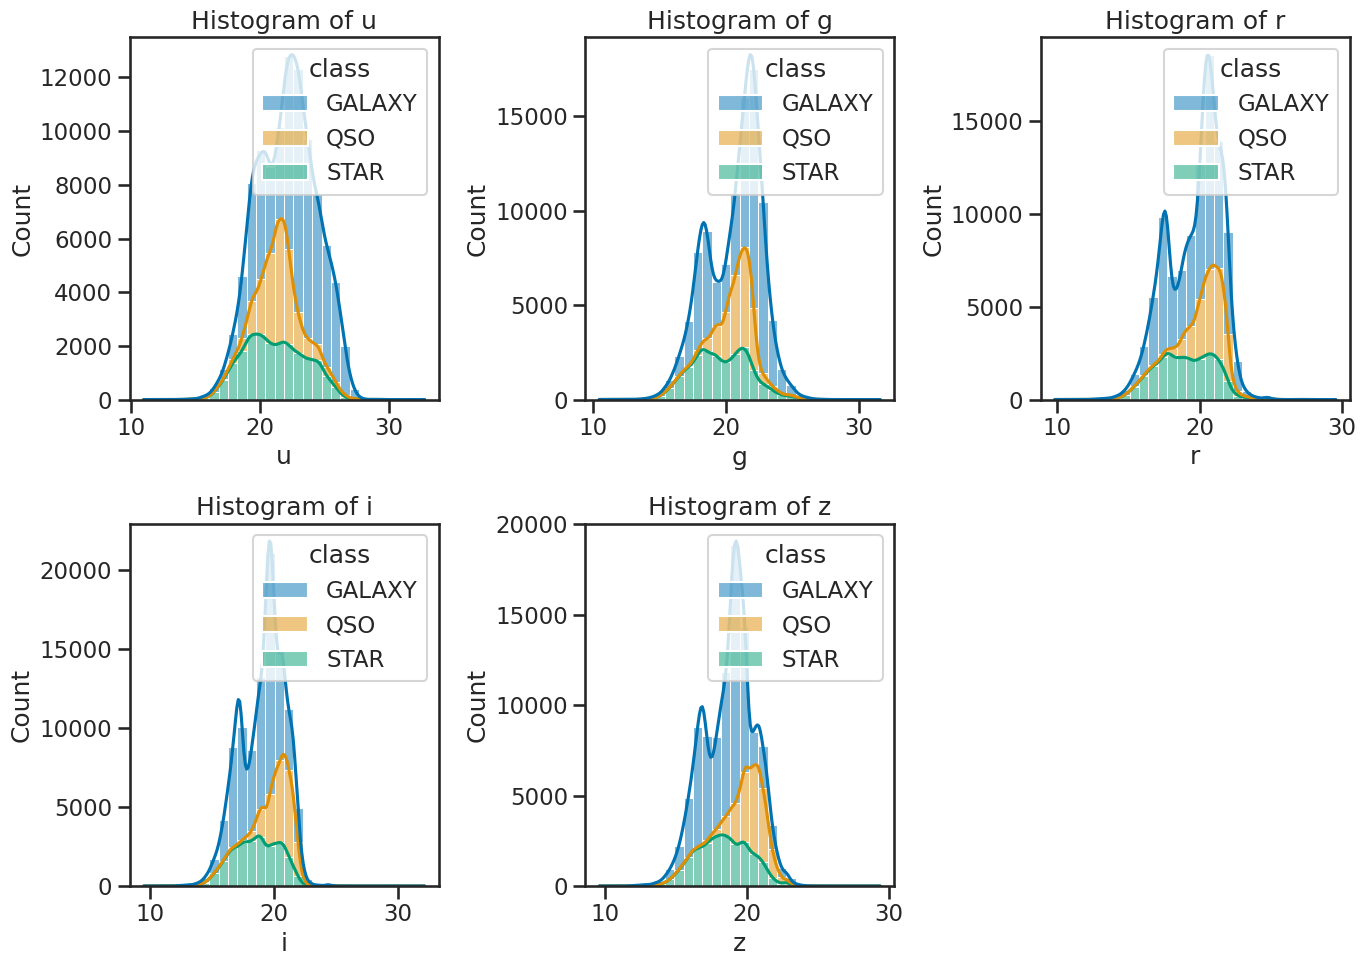 Histogram of u
Count
12000
10000
8000
6000
4000
2000
0
10
20
30
u
class
GALAXY
QSO
STAR
Histogram of g
Count
15000
10000
5000
0
10
20
30
g
class
GALAXY
QSO
STAR
Histogram of r
Count
15000
10000
5000
0
10
20
30
r
class
GALAXY
QSO
STAR
Histogram of i
Count
20000
15000
10000
5000
0
10
20
30
i
class
GALAXY
QSO
STAR
Histogram of z
Count
20000
15000
10000
5000
0
10
20
30
z
class
GALAXY
QSO
STAR